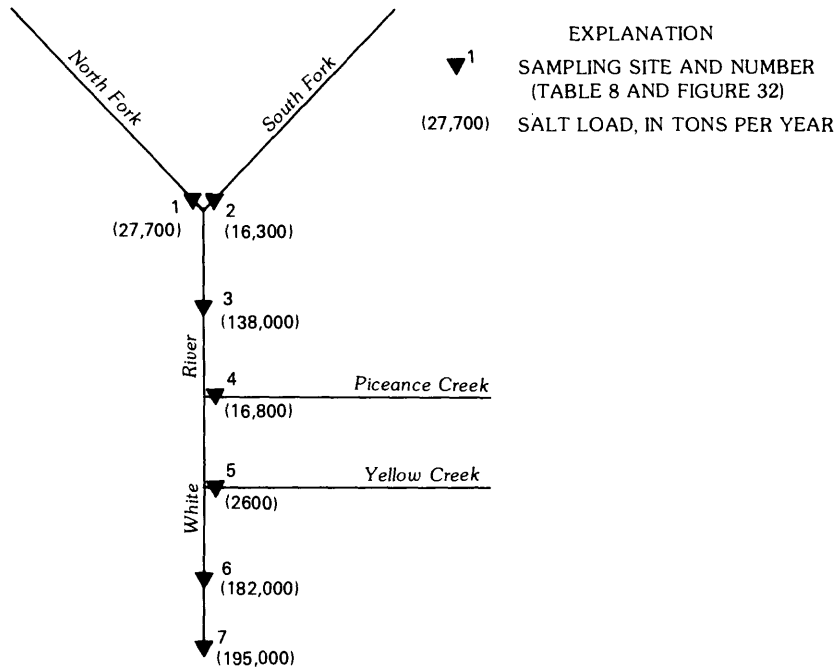 EXPLANATION
1
SAMPLING SITE AND NUMBER
(TABLE 8 AND FIGURE 32)
(27,700)
SALT LOAD, IN TONS PER YEAR
North Fork
South Fork
1
(27,700)
2
(16,300)
3
(138,000)
River
4
(16,800)
Piceance Creek
5
(2600)
Yellow Creek
White
6
(182,000)
7
(195,000)